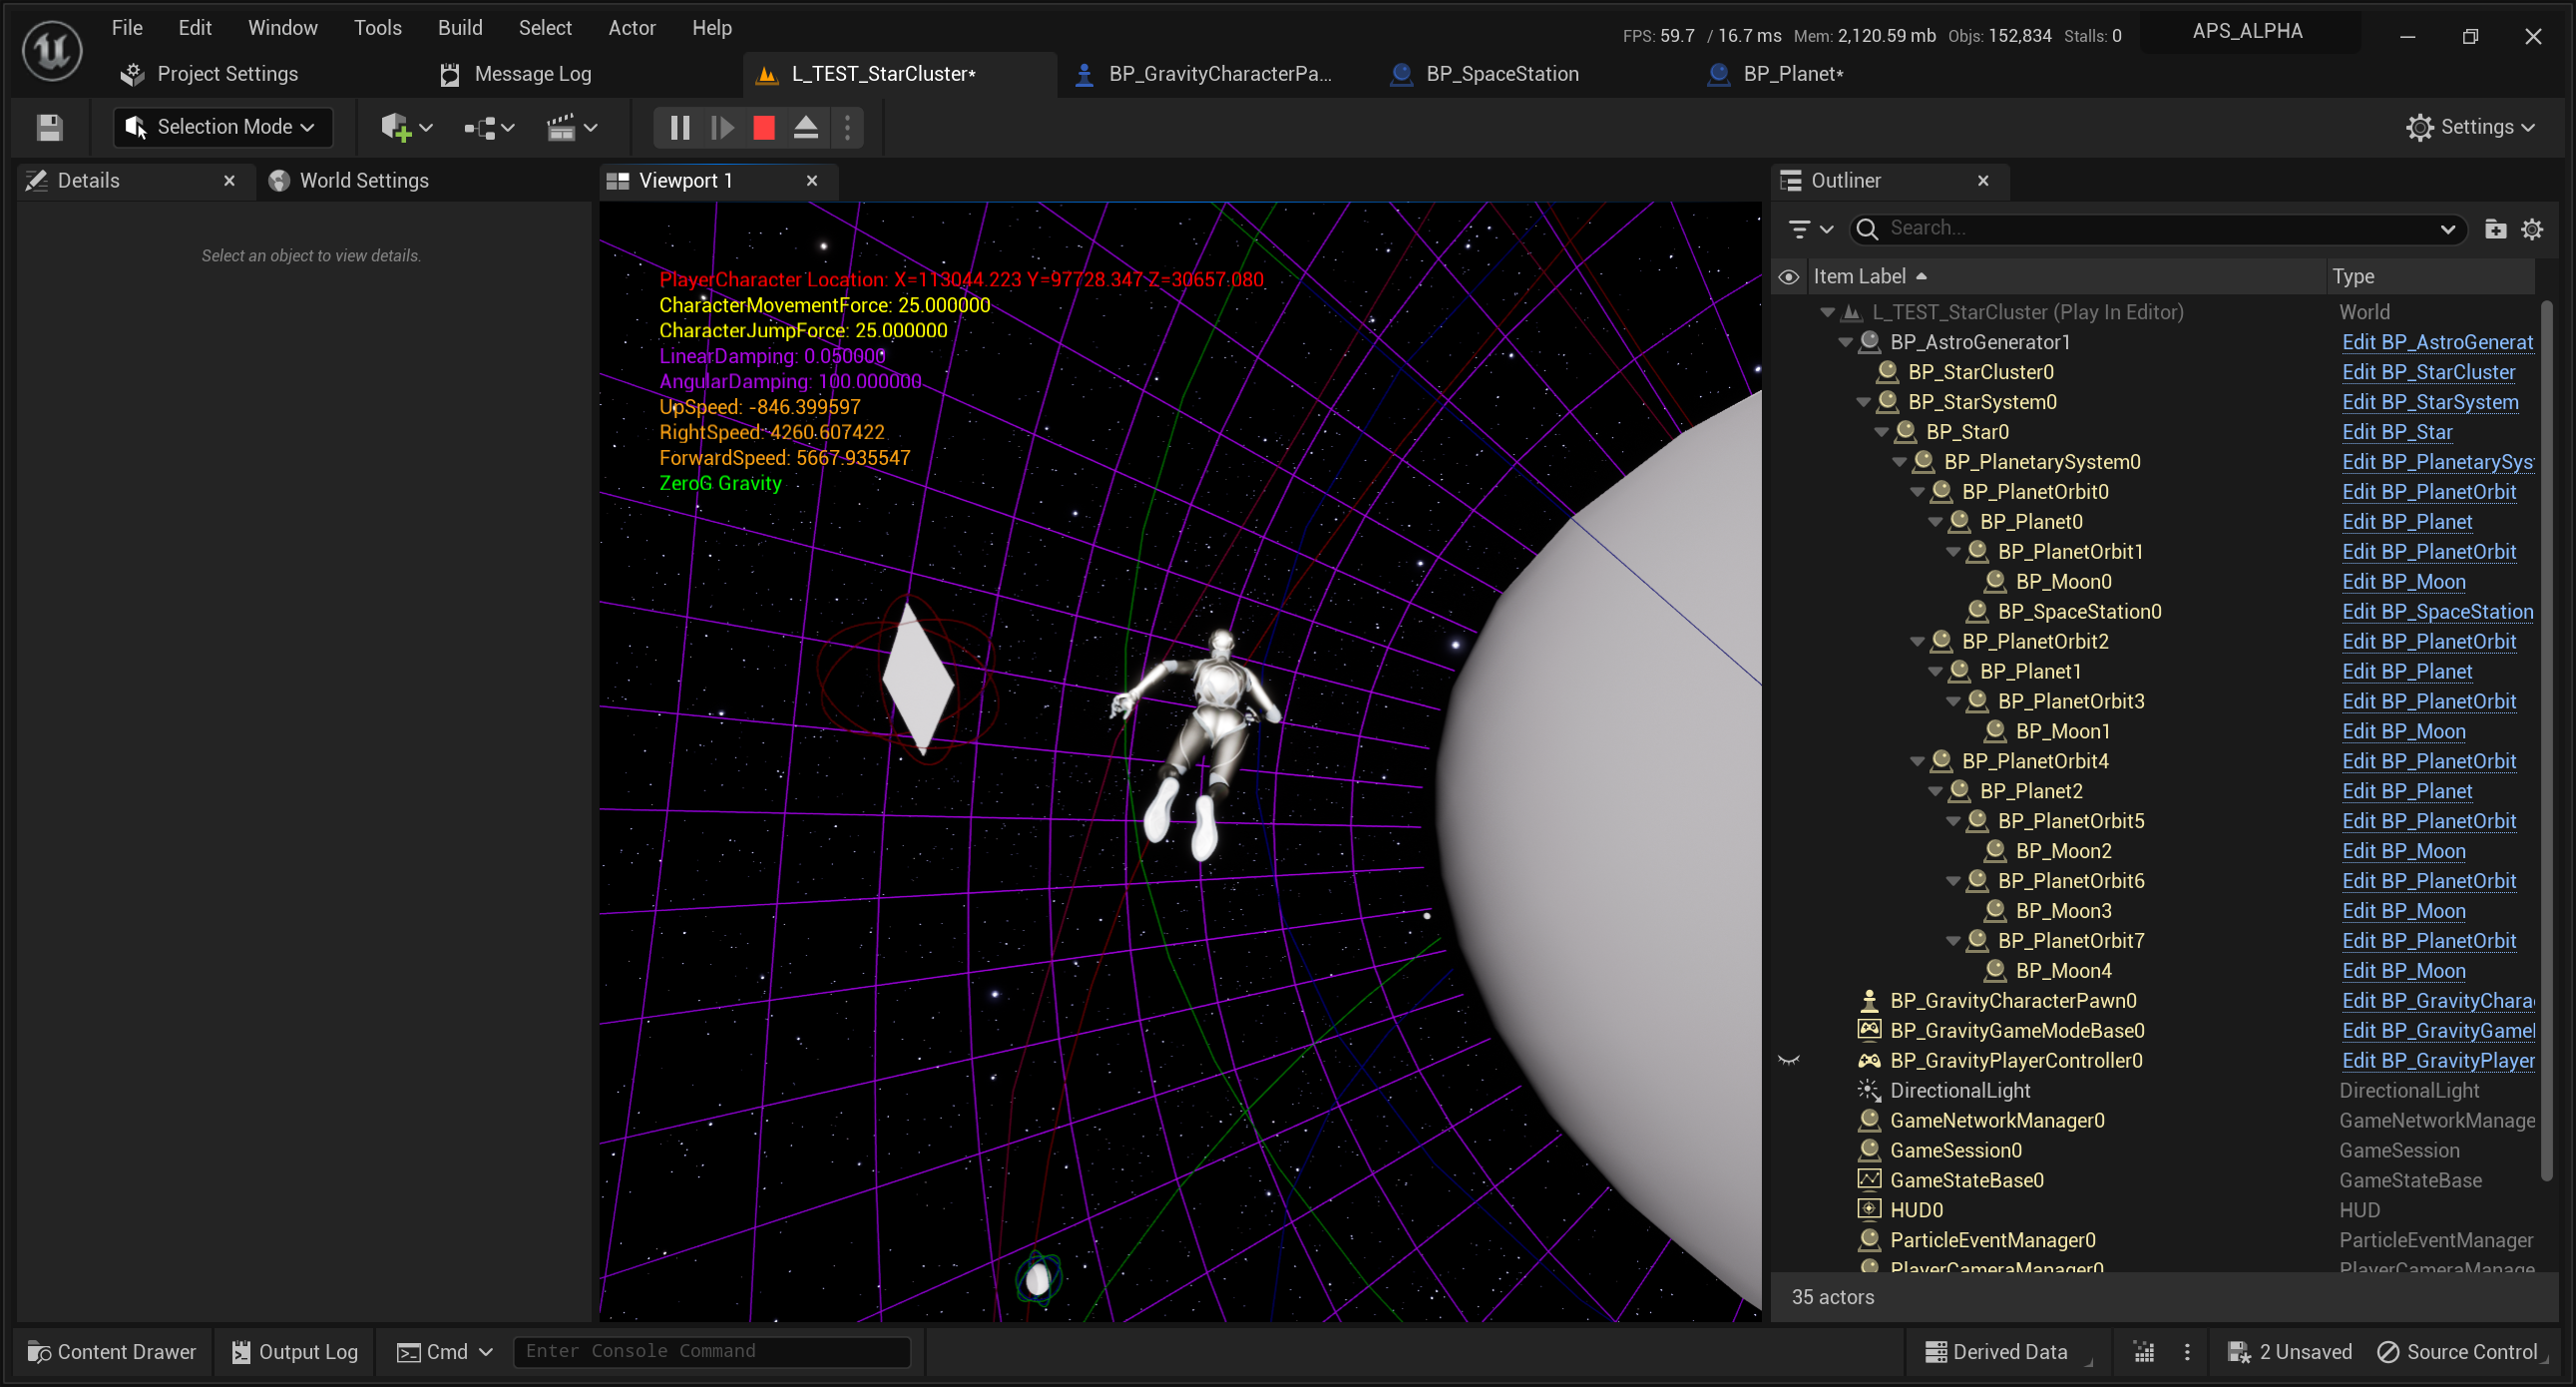 File Edit Window Tools Build Select Actor Help
FPS: 59.7 / 16.7 ms Mem: 2,120.59 mb Objs: 152,834 Stalls: 0
APS_ALPHA
Project Settings
Message Log
L_TEST_StarCluster*
BP_GravityCharacterPa...
BP_SpaceStation
BP_Planet*
Selection Mode
Settings
Details
World Settings
Select an object to view details.
Viewport 1
PlayerCharacter Location: X=113044.223 Y=97728.347 Z=30657.080
CharacterMovementForce: 25.000000
CharacterJumpForce: 25.000000
LinearDamping: 0.050000
AngularDamping: 100.000000
UpSpeed: -846.399597
RightSpeed: 4260.607422
ForwardSpeed: 5667.935547
ZeroG Gravity
Outliner
Search...
Item Label Type
L_TEST_StarCluster (Play In Editor) World
BP_AstroGenerator1 Edit BP_AstroGenerat
BP_StarCluster0 Edit BP_StarCluster
BP_StarSystem0 Edit BP_StarSystem
BP_Star0 Edit BP_Star
BP_PlanetarySystem0 Edit BP_PlanetarySys
BP_PlanetOrbit0 Edit BP_PlanetOrbit
BP_Planet0 Edit BP_Planet
BP_PlanetOrbit1 Edit BP_PlanetOrbit
BP_Moon0 Edit BP_Moon
BP_SpaceStation0 Edit BP_SpaceStation
BP_PlanetOrbit2 Edit BP_PlanetOrbit
BP_Planet1 Edit BP_Planet
BP_PlanetOrbit3 Edit BP_PlanetOrbit
BP_Moon1 Edit BP_Moon
BP_PlanetOrbit4 Edit BP_PlanetOrbit
BP_Planet2 Edit BP_Planet
BP_PlanetOrbit5 Edit BP_PlanetOrbit
BP_Moon2 Edit BP_Moon
BP_PlanetOrbit6 Edit BP_PlanetOrbit
BP_Moon3 Edit BP_Moon
BP_PlanetOrbit7 Edit BP_PlanetOrbit
BP_Moon4 Edit BP_Moon
BP_GravityCharacterPawn0 Edit BP_GravityChara
BP_GravityGameModeBase0 Edit BP_GravityGame
BP_GravityPlayerController0 Edit BP_GravityPlayer
DirectionalLight DirectionalLight
GameNetworkManager0 GameNetworkManage
GameSession0 GameSession
GameStateBase0 GameStateBase
HUD0 HUD
ParticleEventManager0 ParticleEventManager
PlayerCameraManager0 PlayerCameraManage
35 actors
Content Drawer
Output Log
Cmd
Enter Console Command
Derived Data
2 Unsaved
Source Control